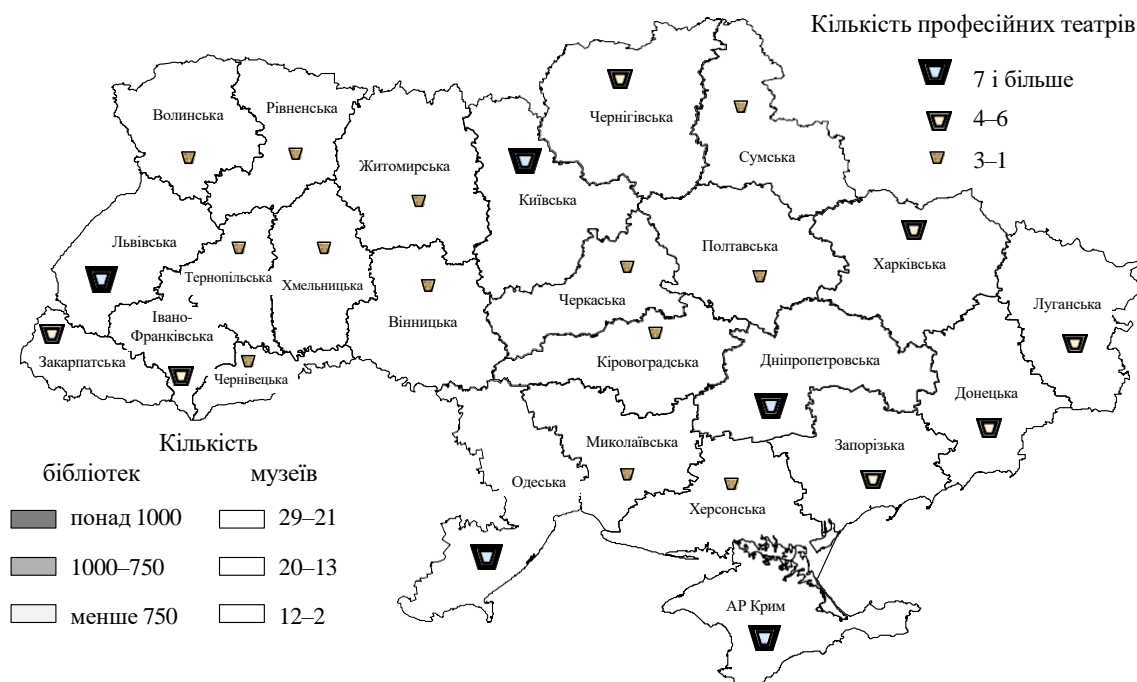 Кількість професійних театрів
7 і більше
4–6
3–1
Волинська
Рівненська
Житомирська
Чернігівська
Сумська
Київська
Львівська
Тернопільська
Хмельницька
Вінницька
Черкаська
Полтавська
Харківська
Луганська
Івано-
Франківська
Закарпатська
Чернівецька
Кіровоградська
Дніпропетровська
Донецька
Запорізька
Миколаївська
Одеська
Херсонська
АР Крим
Кількість
бібліотек музеїв
понад 1000 29–21
1000–750 20–13
менше 750 12–2